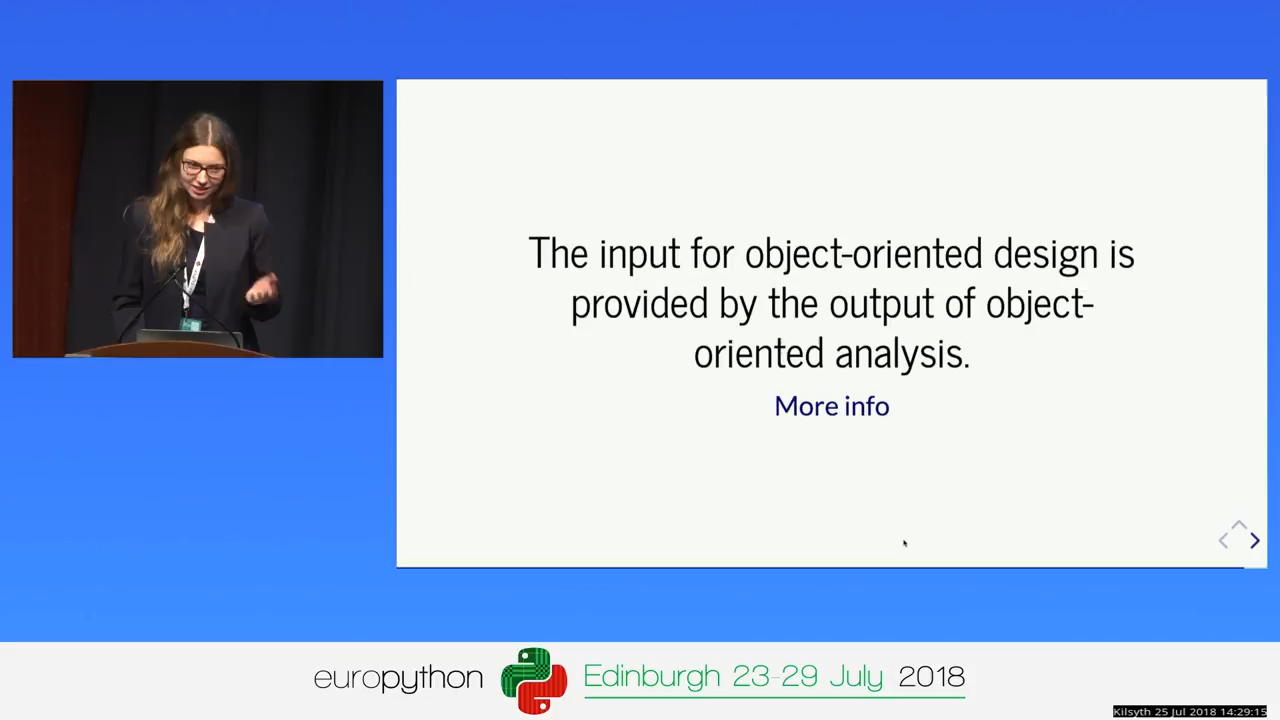 The input for object-oriented design is
provided by the output of object-
oriented analysis.
More info
europython
Edinburgh 23-29 July 2018
Kilsyth 25 Jul 2018 14:29:15